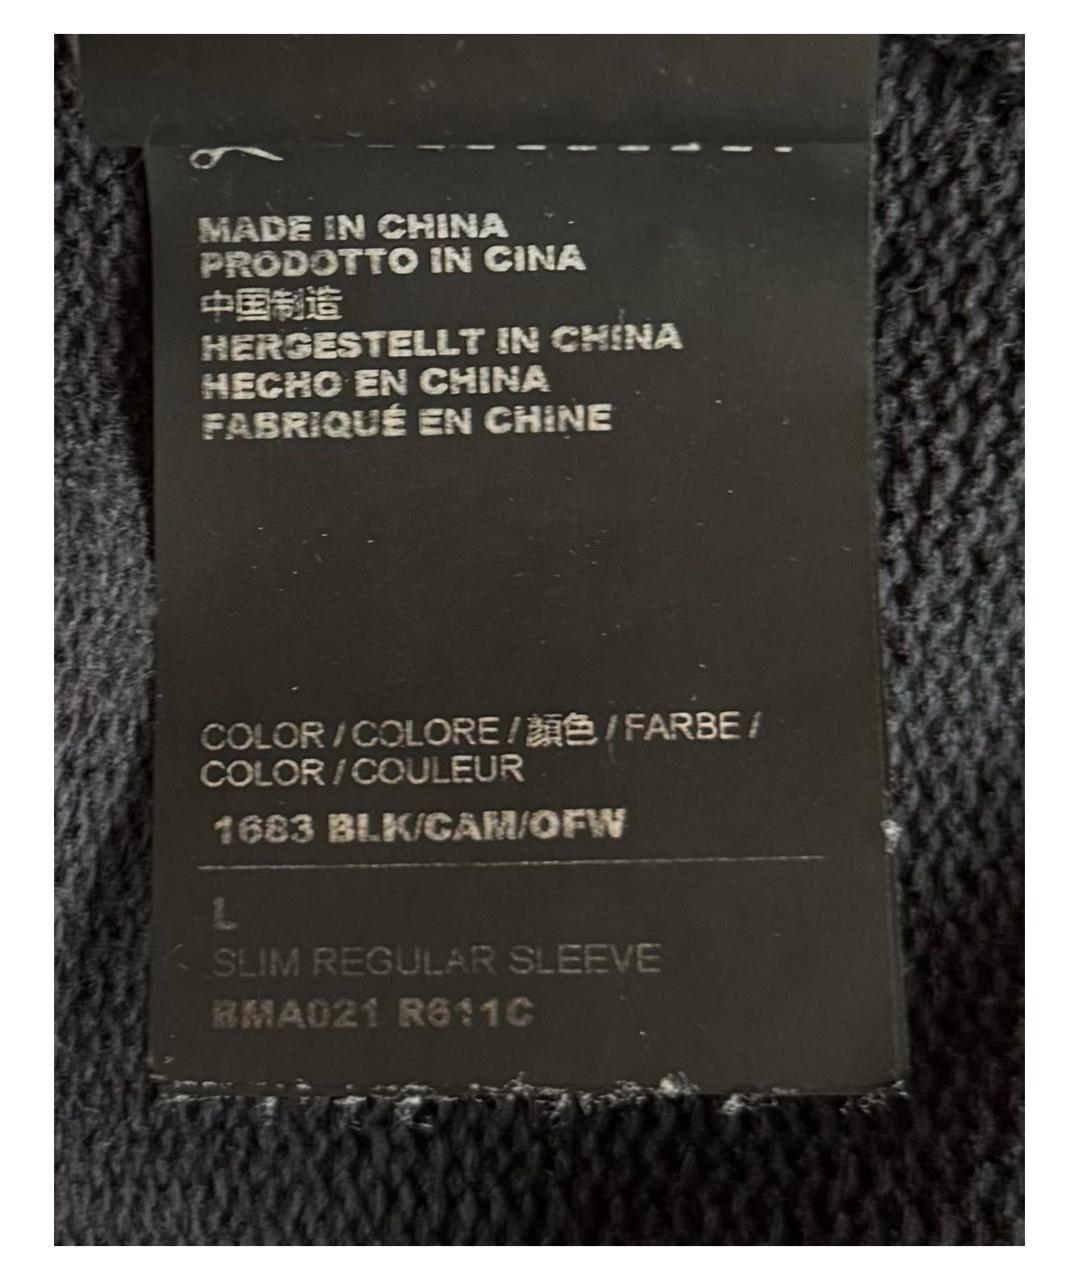 MADE IN CHINA
PRODOTTO IN CINA
中国制造
HERGESTELLT IN CHINA
HECHO EN CHINA
FABRIQUÉ EN CHINE
COLOR / COLORE / 顏色 / FARBE /
COLOR / COULEUR
1683 BLK/CAM/OFW
L
SLIM REGULAR SLEEVE
BMA021 R611C